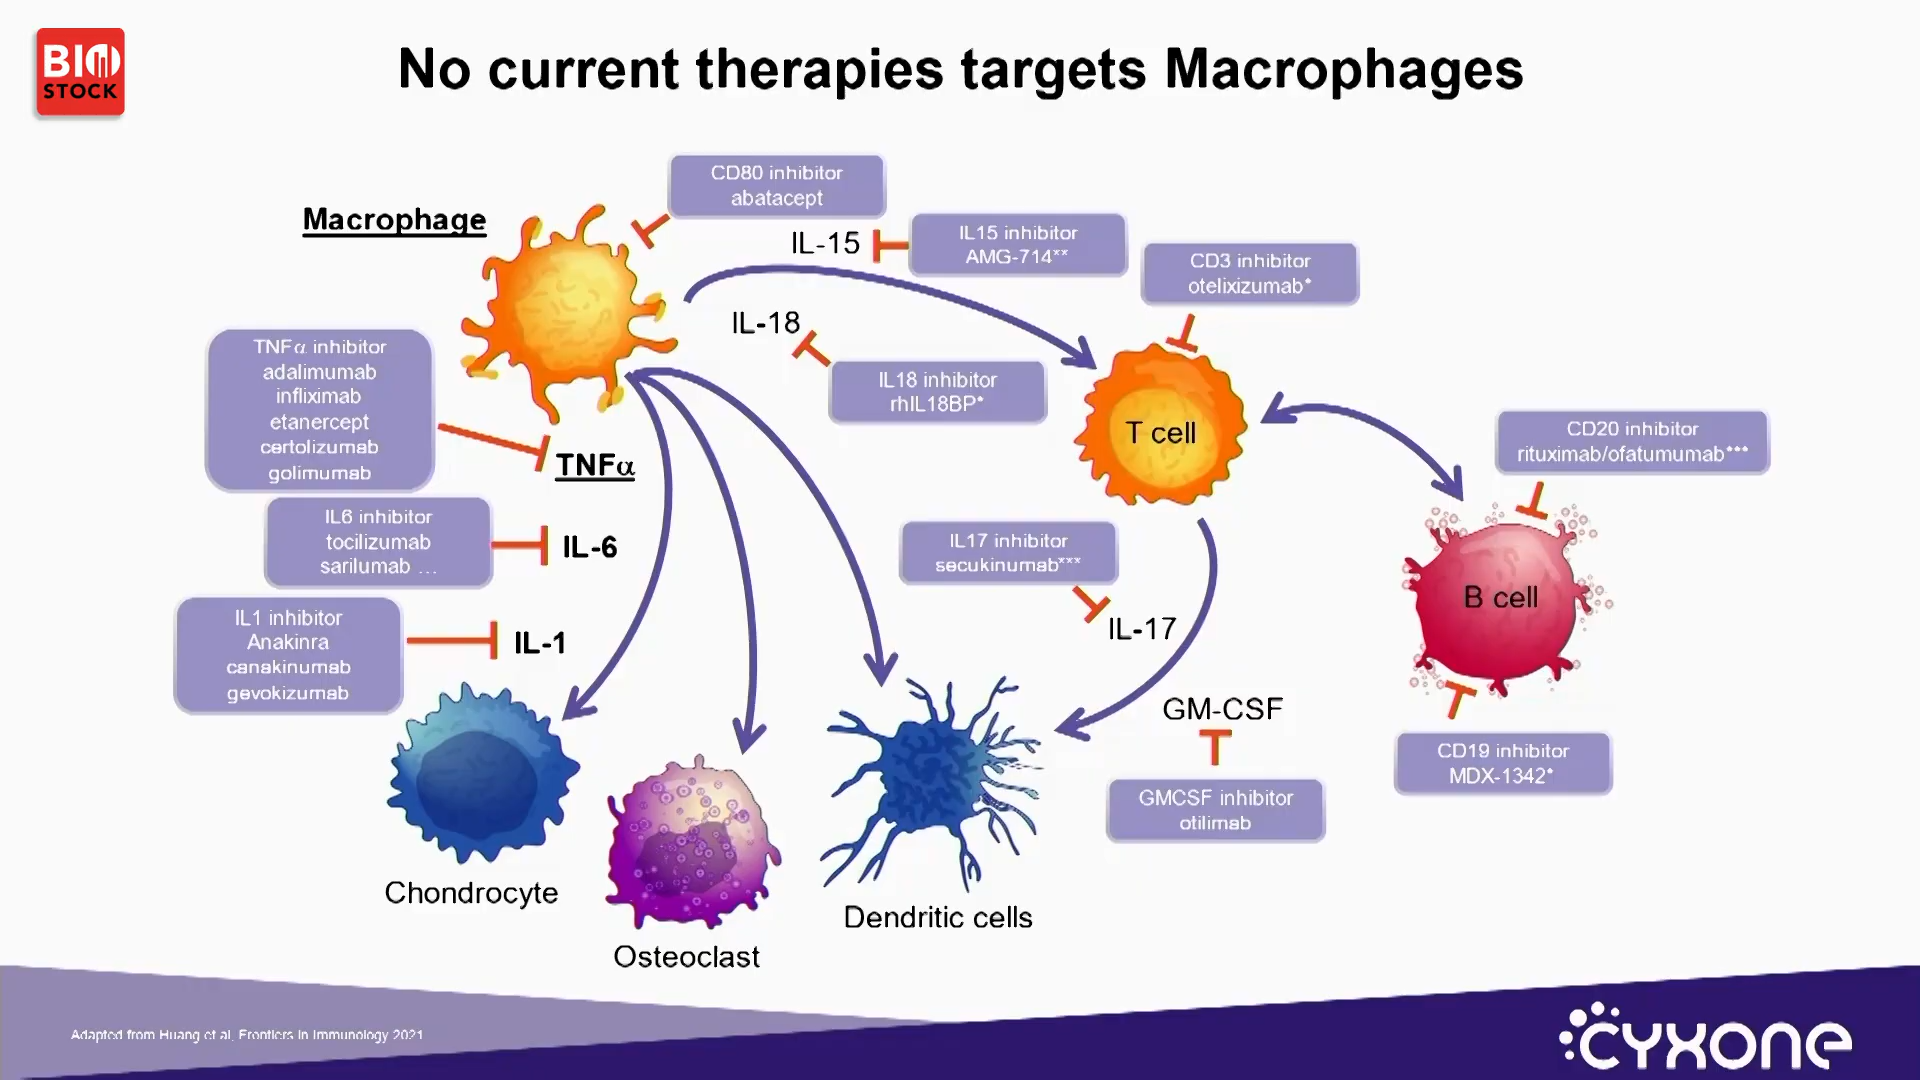 BIO
STOCK
No current therapies targets Macrophages
Macrophage
CD80 inhibitor
abatacept
IL-15
IL15 inhibitor
AMG-714**
CD3 inhibitor
otelixizumab*
IL-18
IL18 inhibitor
rhIL18BP*
TNFα inhibitor
adalimumab
infliximab
etanercept
certolizumab
golimumab
TNFα
T cell
CD20 inhibitor
rituximab/ofatumumab***
IL6 inhibitor
tocilizumab
sarilumab ...
IL-6
IL17 inhibitor
secukinumab***
IL-17
B cell
IL1 inhibitor
Anakinra
canakinumab
gevokizumab
IL-1
GM-CSF
GMCSF inhibitor
otilimab
CD19 inhibitor
MDX-1342*
Chondrocyte
Osteoclast
Dendritic cells
Adapted from Huang et al, Frontiers in Immunology 2021
CYXONE